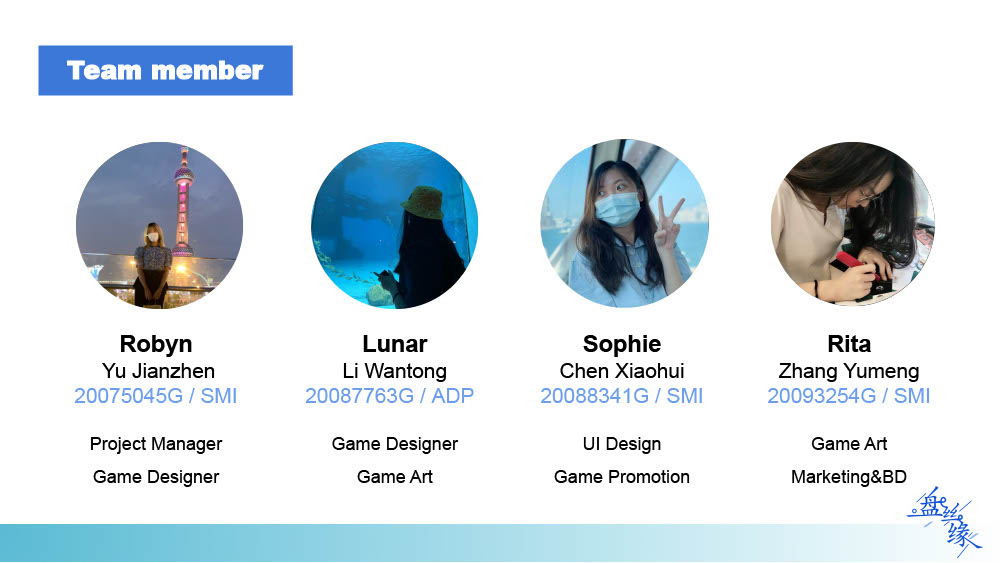 Team member
Robyn
Yu Jianzhen
20075045G / SMI
Project Manager
Game Designer
Lunar
Li Wantong
20087763G / ADP
Game Designer
Game Art
Sophie
Chen Xiaohui
20088341G / SMI
UI Design
Game Promotion
Rita
Zhang Yumeng
20093254G / SMI
Game Art
Marketing&BD
盘丝缘